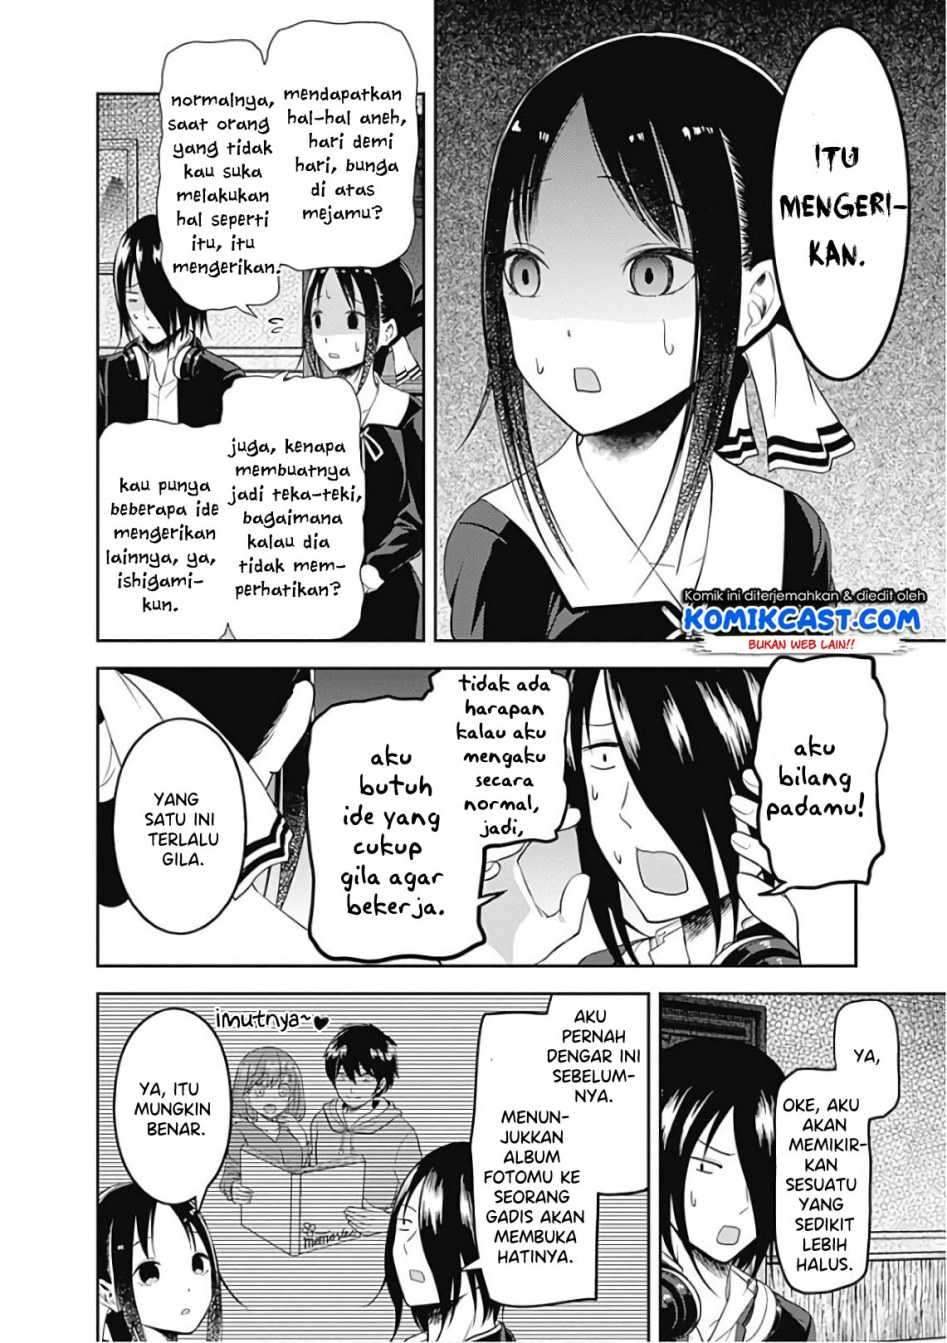 ITU
MENGERI-
KAN.
mendapatkan
hal-hal aneh,
hari demi
hari, bunga
di atas
mejamu?
normalnya,
saat orang
yang tidak
kau suka
melakukan
hal seperti
itu, itu
mengerikan.
juga, kenapa
membuatnya
jadi teka-teki,
bagaimana
kalau dia
tidak mem-
perhatikan?
kau punya
beberapa ide
mengerikan
lainnya, ya,
ishigami-
kun.
Komik ini diterjemahkan & diedit oleh
KOMIKCAST.COM
BUKAN WEB LAIN!!
aku
bilang
padamu!
tidak ada
harapan
kalau aku
mengaku
secara
normal,
jadi,
aku
butuh
ide yang
cukup
gila agar
bekerja.
YANG
SATU INI
TERLALU
GILA.
YA,
OKE, AKU
AKAN
MEMIKIR-
KAN
SESUATU
YANG
SEDIKIT
LEBIH
HALUS.
AKU
PERNAH
DENGAR INI
SEBELUM-
NYA.
MENUN-
JUKKAN
ALBUM
FOTOMU KE
SEORANG
GADIS AKAN
MEMBUKA
HATINYA.
imutnya~♥
YA, ITU
MUNGKIN
BENAR.